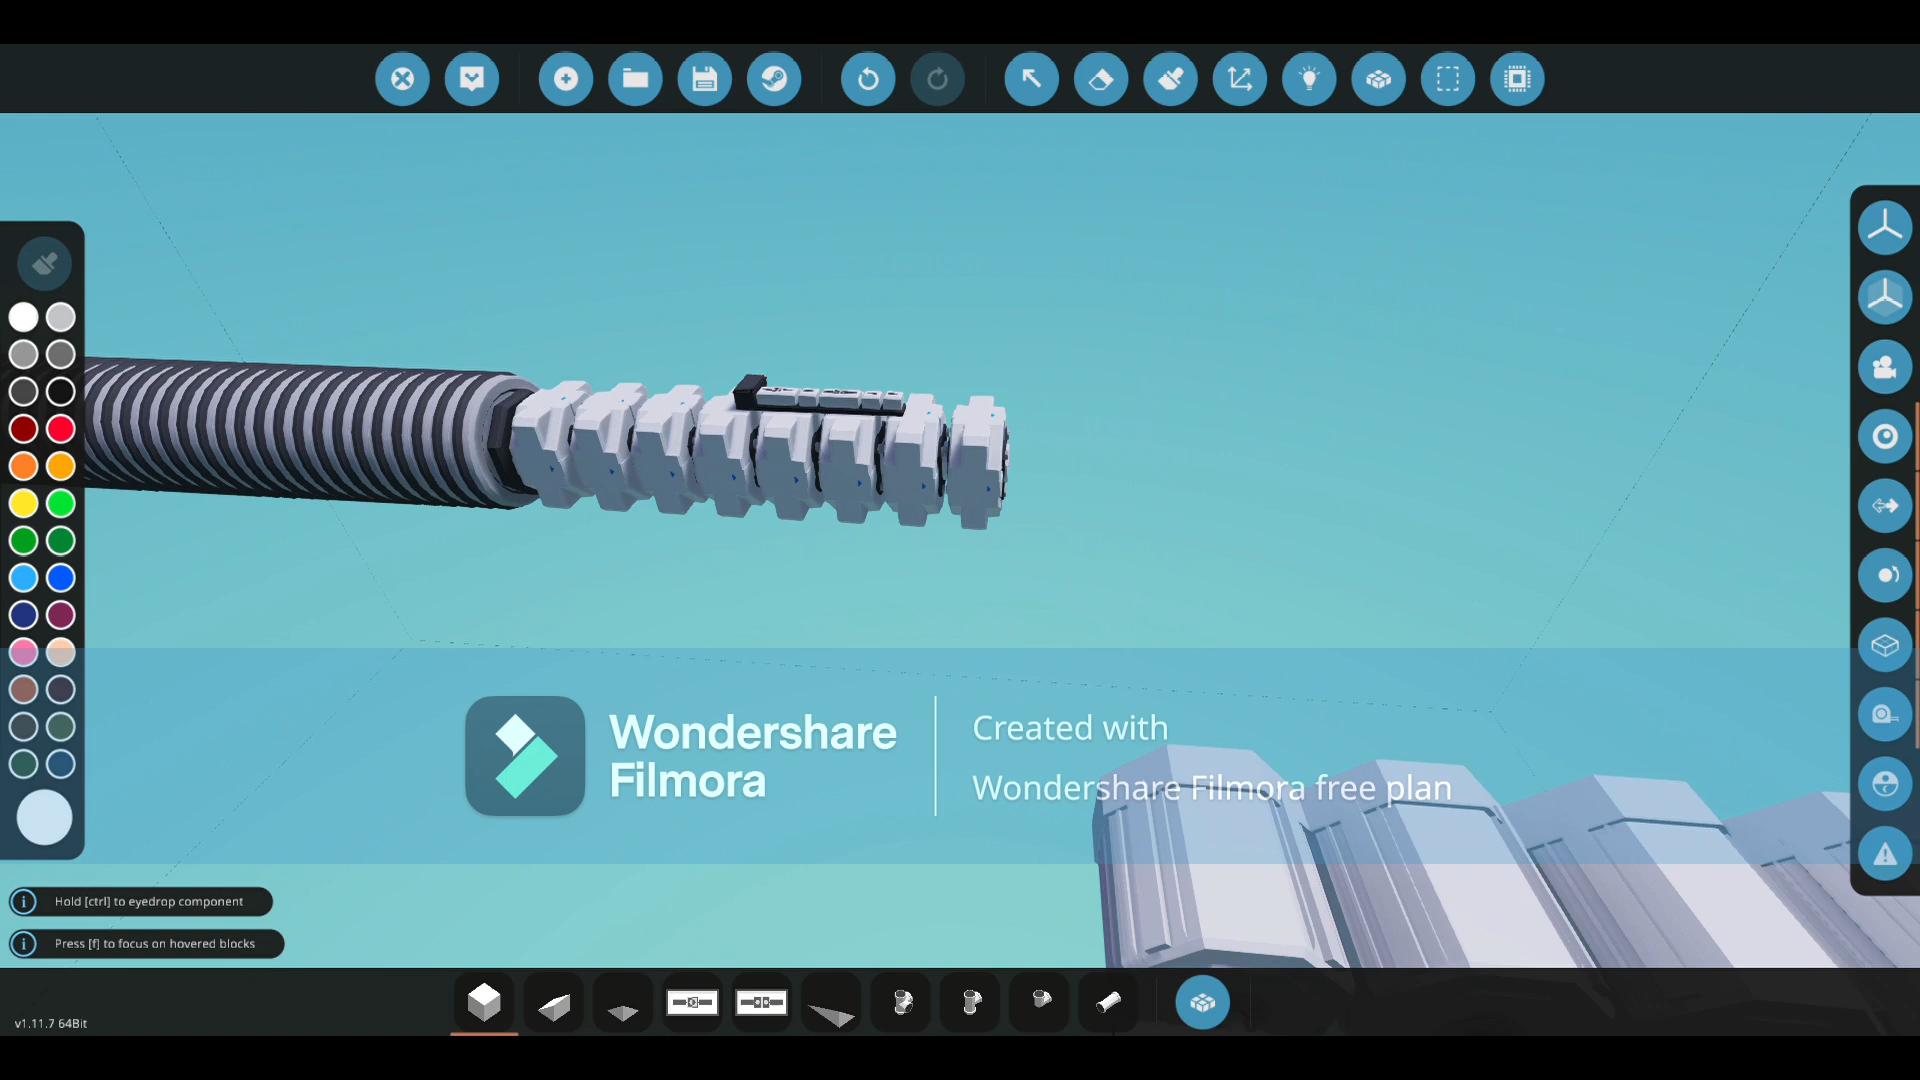 Wondershare
Filmora
Created with
Wondershare Filmora free plan
Hold [ctrl] to eyedrop component
Press [f] to focus on hovered blocks
v1.11.7 64Bit